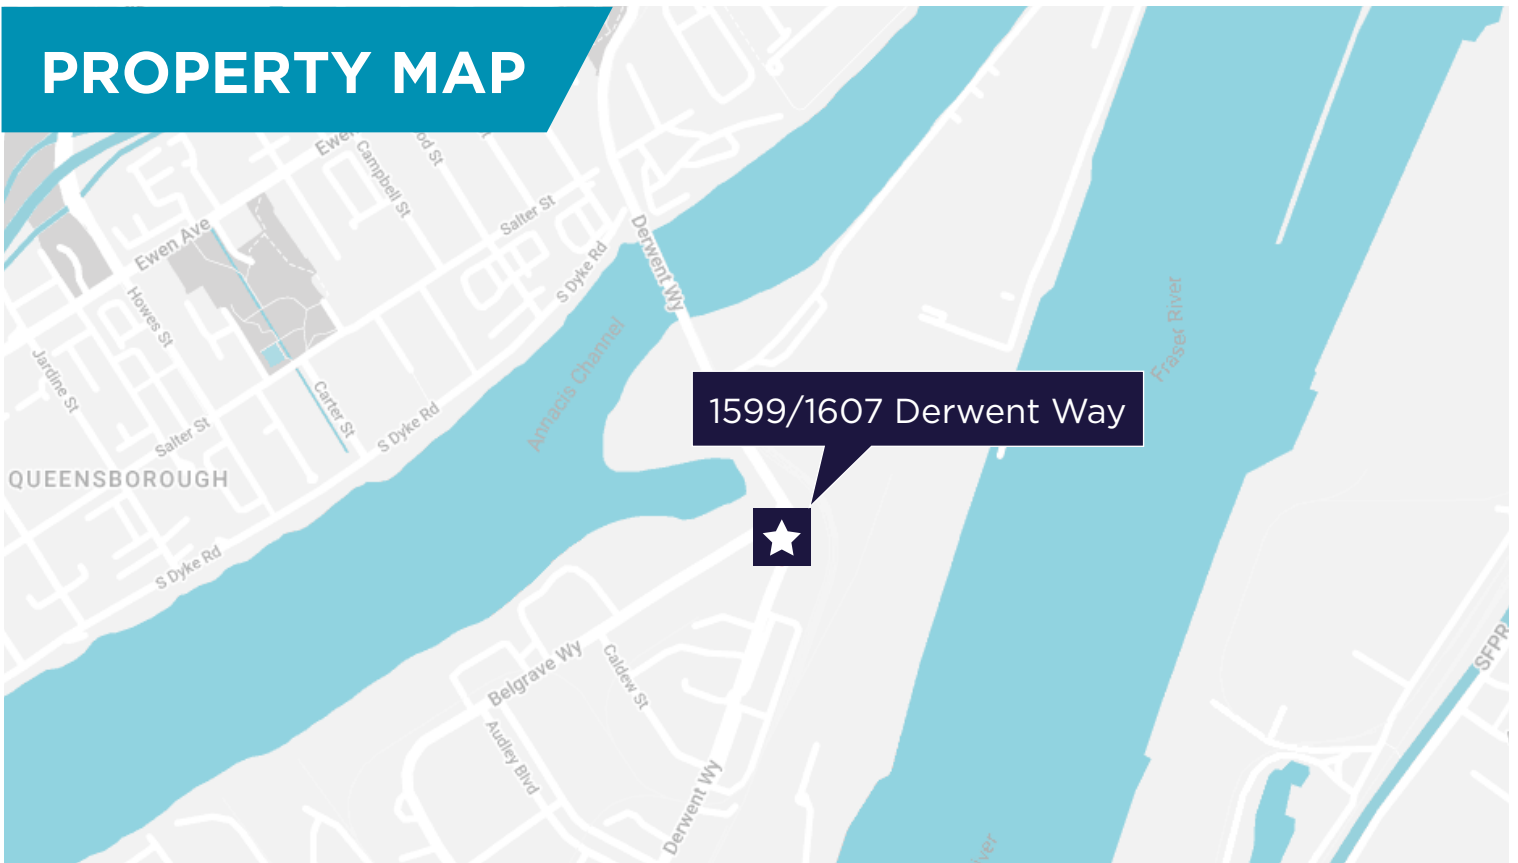 PROPERTY MAP
Ewen Ave
Campbell St
Salter St
Derwent Wy
S Dyke Rd
Howes St
Jardine St
Carter St
Annacis Channel
Fraser River
1599/1607 Derwent Way
Salter St
S Dyke Rd
QUEENSBOROUGH
S Dyke Rd
Belgrave Wy
Caldew St
Audley Blvd
Derwent Wy
SFPR